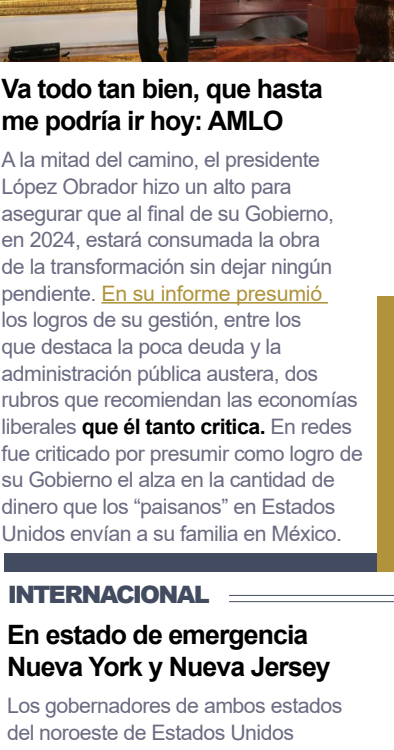 Va todo tan bien, que hasta
me podría ir hoy: AMLO
A la mitad del camino, el presidente
López Obrador hizo un alto para
asegurar que al final de su Gobierno,
en 2024, estará consumada la obra
de la transformación sin dejar ningún
pendiente. En su informe presumió
los logros de su gestión, entre los
que destaca la poca deuda y la
administración pública austera, dos
rubros que recomiendan las economías
liberales que él tanto critica. En redes
fue criticado por presumir como logro de
su Gobierno el alza en la cantidad de
dinero que los “paisanos” en Estados
Unidos envían a su familia en México.
INTERNACIONAL
En estado de emergencia
Nueva York y Nueva Jersey
Los gobernadores de ambos estados
del noroeste de Estados Unidos